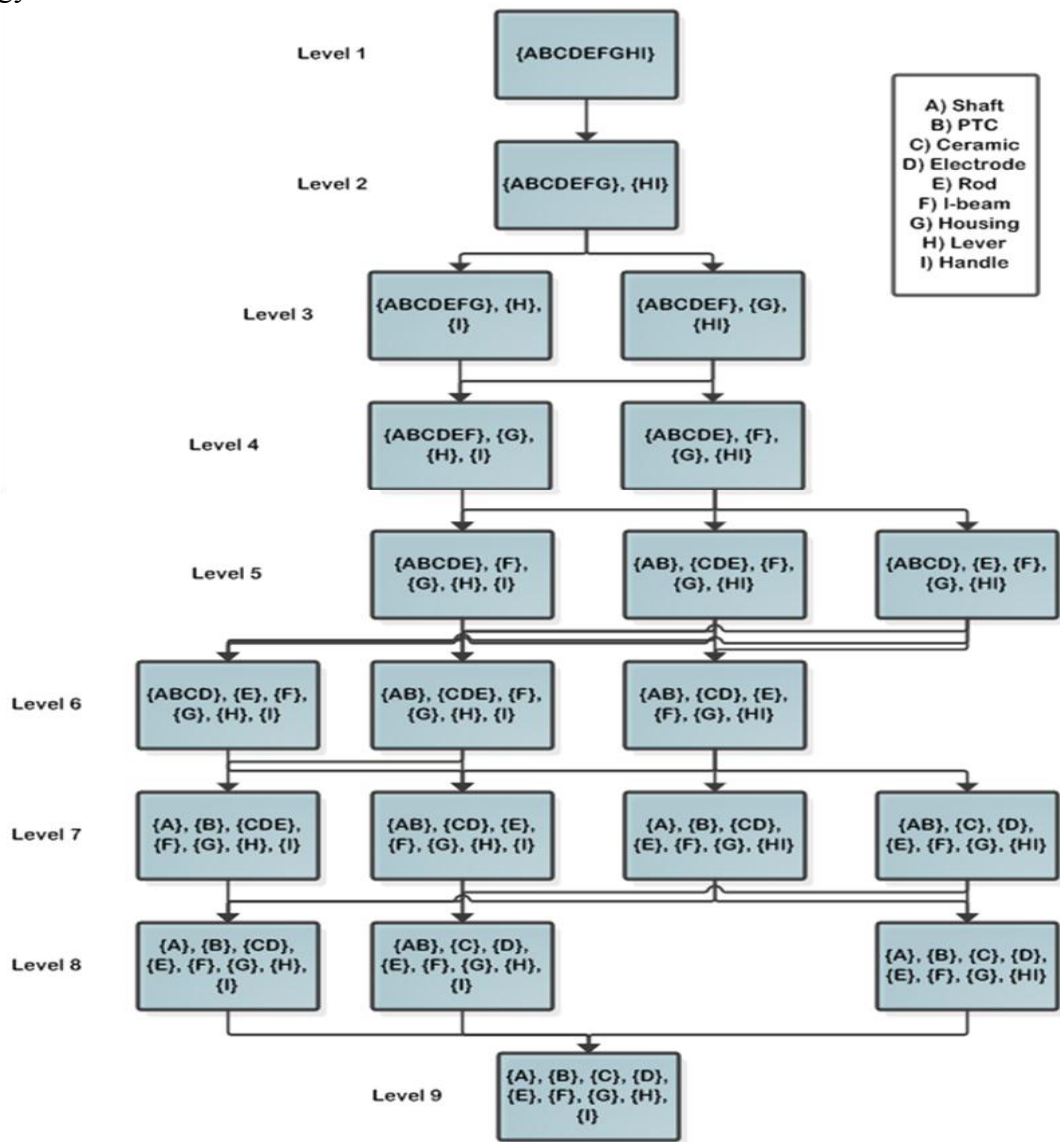 gy
Level 1
{ABCDEFGHI}
A) Shaft
B) PTC
C) Ceramic
D) Electrode
E) Rod
F) I-beam
G) Housing
H) Lever
I) Handle
Level 2
{ABCDEFG}, {HI}
Level 3
{ABCDEFG}, {H},
{I}
{ABCDEF}, {G},
{HI}
Level 4
{ABCDEF}, {G},
{H}, {I}
{ABCDE}, {F},
{G}, {HI}
Level 5
{ABCDE}, {F},
{G}, {H}, {I}
{AB}, {CDE}, {F},
{G}, {HI}
{ABCD}, {E}, {F},
{G}, {HI}
Level 6
{ABCD}, {E}, {F},
{G}, {H}, {I}
{AB}, {CDE}, {F},
{G}, {H}, {I}
{AB}, {CD}, {E},
{F}, {G}, {HI}
Level 7
{A}, {B}, {CDE},
{F}, {G}, {H}, {I}
{AB}, {CD}, {E},
{F}, {G}, {H}, {I}
{A}, {B}, {CD},
{E}, {F}, {G}, {HI}
{AB}, {C}, {D},
{E}, {F}, {G}, {HI}
Level 8
{A}, {B}, {CD},
{E}, {F}, {G}, {H},
{I}
{AB}, {C}, {D},
{E}, {F}, {G}, {H},
{I}
{A}, {B}, {C}, {D},
{E}, {F}, {G}, {HI}
Level 9
{A}, {B}, {C}, {D},
{E}, {F}, {G}, {H},
{I}